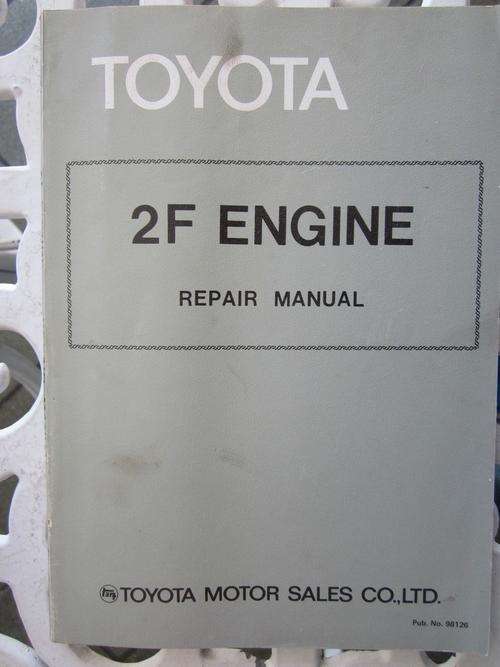 TOYOTA
2F ENGINE
REPAIR MANUAL
TOYOTA MOTOR SALES CO.,LTD.
Pub. No. 98126